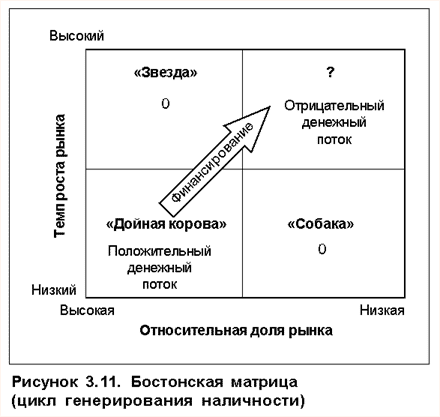 Высокий
«Звезда»
0
?
Отрицательный
денежный
поток
Темп роста рынка
Финансирование
«Дойная корова»
Положительный
денежный
поток
«Собака»
0
Низкий
Высокая
Низкая
Относительная доля рынка
Рисунок 3.11. Бостонская матрица
(цикл генерирования наличности)